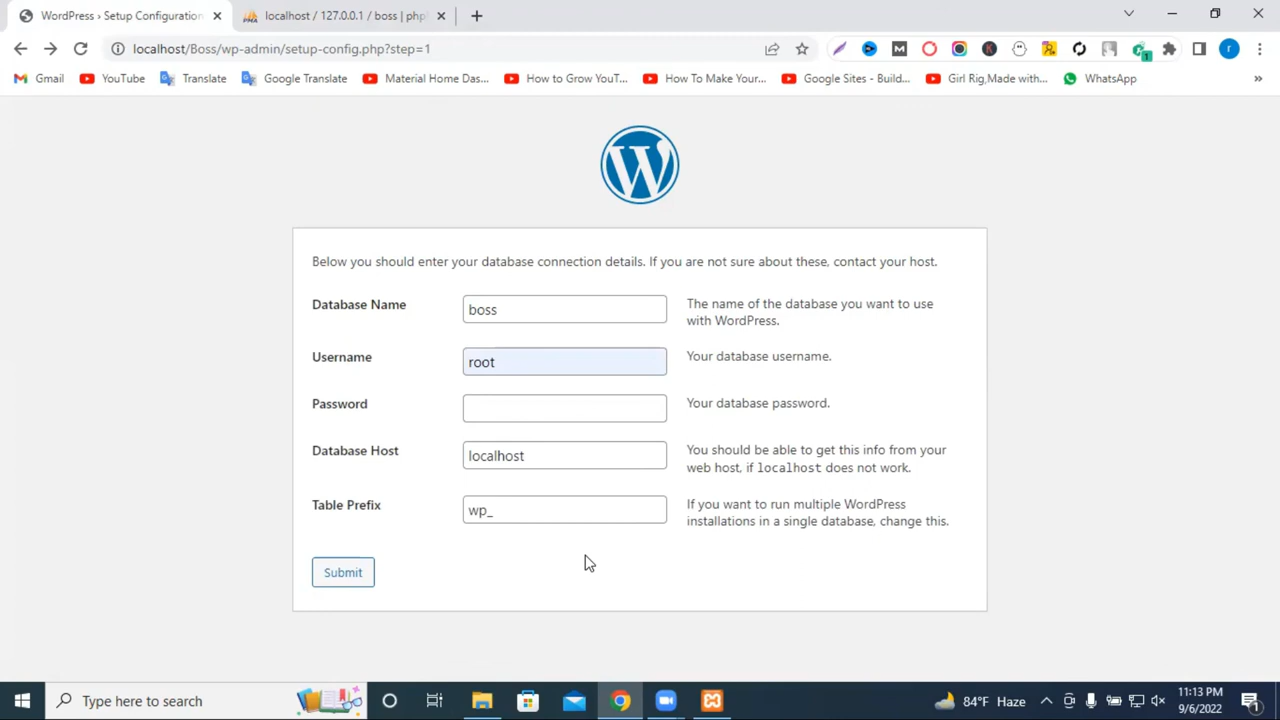 WordPress › Setup Configuration
localhost / 127.0.0.1 / boss | php
localhost/Boss/wp-admin/setup-config.php?step=1
Gmail
YouTube
Translate
Google Translate
Material Home Das...
How to Grow YouT...
How To Make Your...
Google Sites - Build...
Girl Rig,Made with...
WhatsApp
»
Below you should enter your database connection details. If you are not sure about these, contact your host.
Database Name
boss
The name of the database you want to use
with WordPress.
Username
root
Your database username.
Password
Your database password.
Database Host
localhost
You should be able to get this info from your
web host, if localhost does not work.
Table Prefix
wp_
If you want to run multiple WordPress
installations in a single database, change this.
Submit
Type here to search
84°F Haze
11:13 PM
9/6/2022